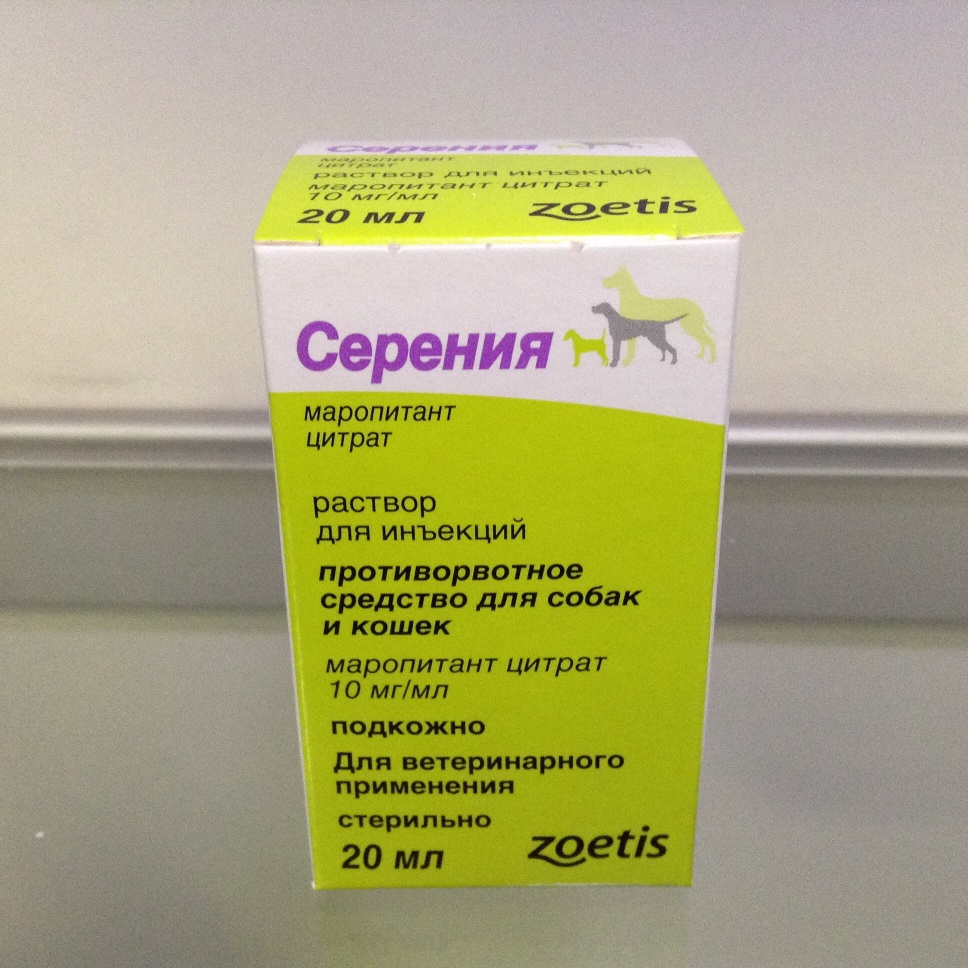 Серения
маропитант
цитрат
раствор для инъекций
маропитант цитрат
10 мг/мл
20 мл
zoetis
Серения
маропитант
цитрат
раствор
для инъекций
противорвотное
средство для собак
и кошек
маропитант цитрат
10 мг/мл
подкожно
Для ветеринарного
применения
стерильно
20 мл
zoetis